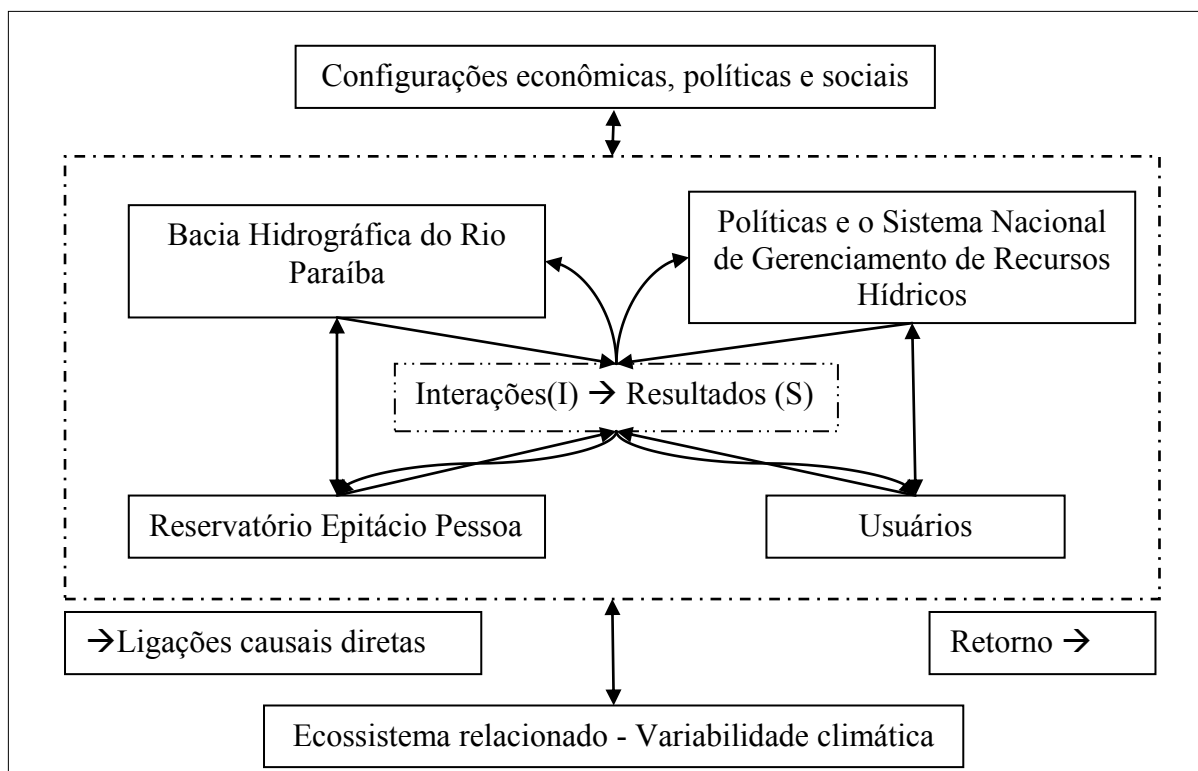 Configurações econômicas, políticas e sociais
Bacia Hidrográfica do Rio
Paraíba
Políticas e o Sistema Nacional
de Gerenciamento de Recursos
Hídricos
Interações(I) → Resultados (S)
Reservatório Epitácio Pessoa
Usuários
→Ligações causais diretas
Retorno →
Ecossistema relacionado - Variabilidade climática